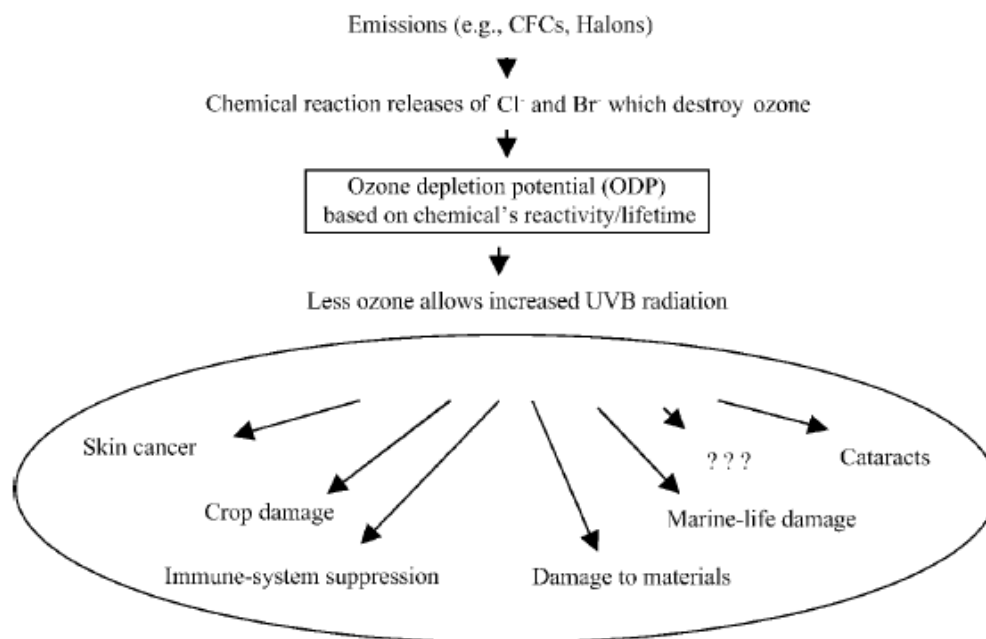 Emissions (e.g., CFCs, Halons)
Chemical reaction releases of Cl⁻ and Br⁻ which destroy ozone
Ozone depletion potential (ODP)
based on chemical's reactivity/lifetime
Less ozone allows increased UVB radiation
Skin cancer
? ? ?
Cataracts
Crop damage
Marine-life damage
Immune-system suppression
Damage to materials